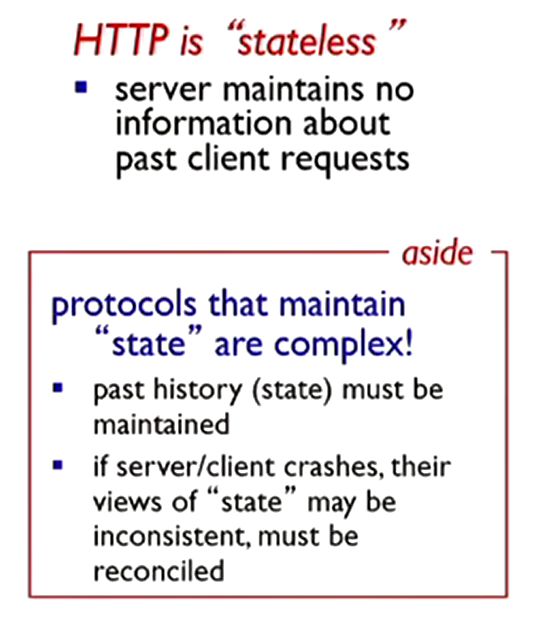 HTTP is “stateless”
▪ server maintains no
information about
past client requests
aside
protocols that maintain
“state” are complex!
▪ past history (state) must be
maintained
▪ if server/client crashes, their
views of “state” may be
inconsistent, must be
reconciled